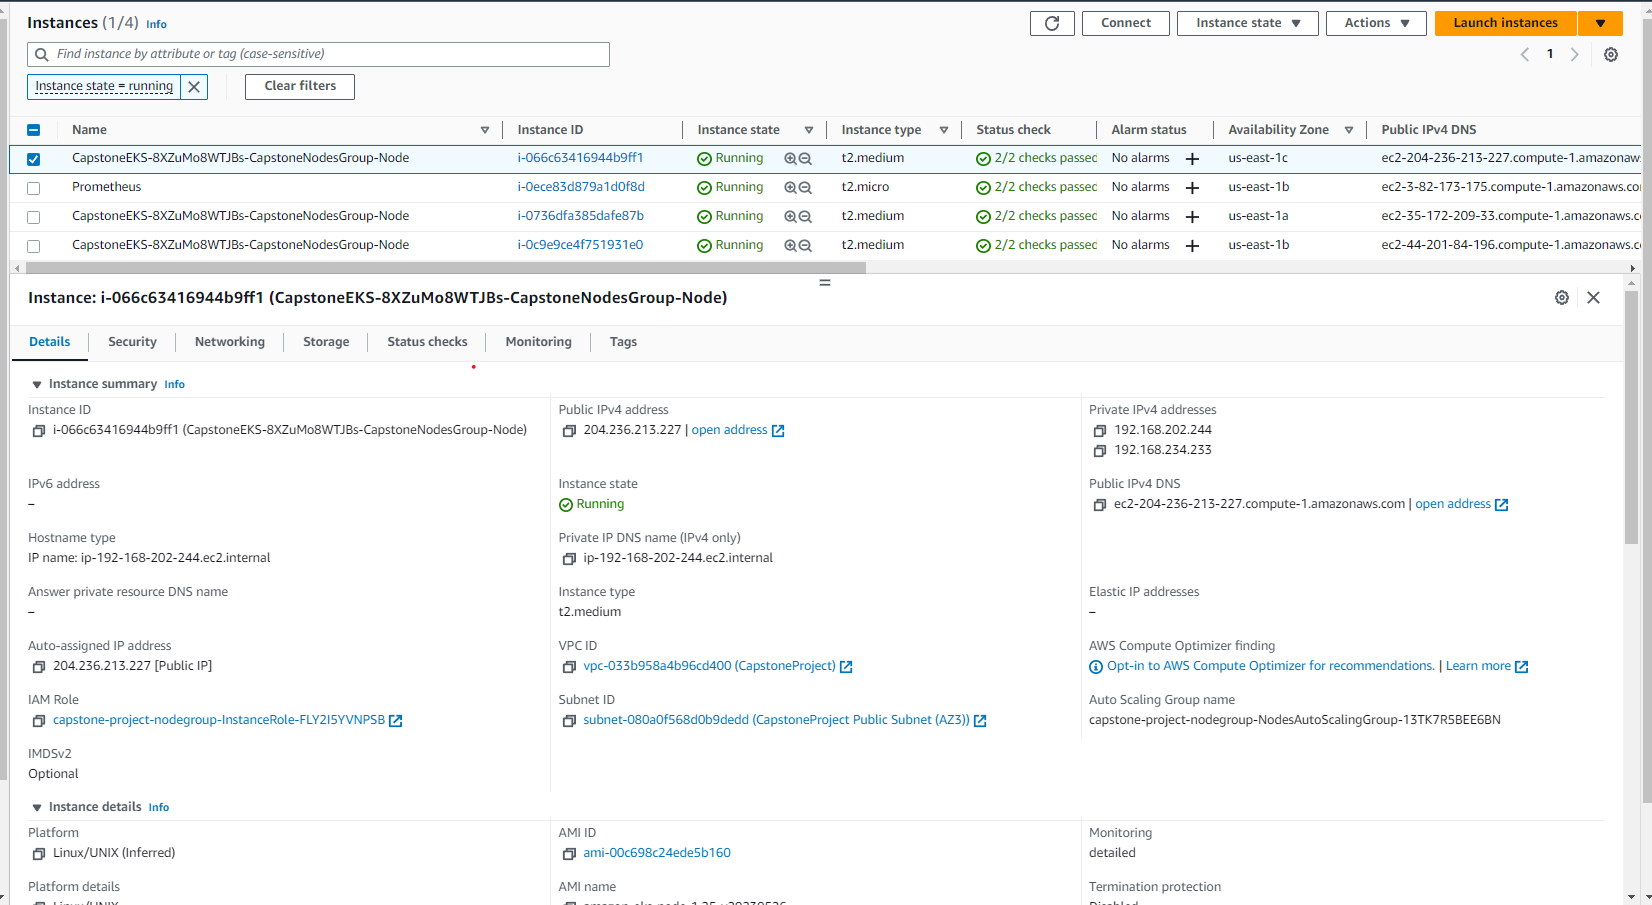 Instances (1/4) Info
Connect
Instance state
Actions
Launch instances
Find instance by attribute or tag (case-sensitive)
1
Instance state = running
Clear filters
Name Instance ID Instance state Instance type Status check Alarm status Availability Zone Public IPv4 DNS
CapstoneEKS-8XZuMo8WTJBs-CapstoneNodesGroup-Node i-066c63416944b9ff1 Running t2.medium 2/2 checks passed No alarms us-east-1c ec2-204-236-213-227.compute-1.amazonaws
Prometheus i-0ece83d879a1d0f8d Running t2.micro 2/2 checks passed No alarms us-east-1b ec2-3-82-173-175.compute-1.amazonaws.co
CapstoneEKS-8XZuMo8WTJBs-CapstoneNodesGroup-Node i-0736dfa385dafe87b Running t2.medium 2/2 checks passed No alarms us-east-1a ec2-35-172-209-33.compute-1.amazonaws.c
CapstoneEKS-8XZuMo8WTJBs-CapstoneNodesGroup-Node i-0c9e9ce4f751931e0 Running t2.medium 2/2 checks passed No alarms us-east-1b ec2-44-201-84-196.compute-1.amazonaws.c
Instance: i-066c63416944b9ff1 (CapstoneEKS-8XZuMo8WTJBs-CapstoneNodesGroup-Node)
Details Security Networking Storage Status checks Monitoring Tags
Instance summary Info
Instance ID
i-066c63416944b9ff1 (CapstoneEKS-8XZuMo8WTJBs-CapstoneNodesGroup-Node)
Public IPv4 address
204.236.213.227 | open address
Private IPv4 addresses
192.168.202.244
192.168.234.233
IPv6 address
–
Instance state
Running
Public IPv4 DNS
ec2-204-236-213-227.compute-1.amazonaws.com | open address
Hostname type
IP name: ip-192-168-202-244.ec2.internal
Private IP DNS name (IPv4 only)
ip-192-168-202-244.ec2.internal
Answer private resource DNS name
–
Instance type
t2.medium
Elastic IP addresses
–
Auto-assigned IP address
204.236.213.227 [Public IP]
VPC ID
vpc-033b958a4b96cd400 (CapstoneProject)
AWS Compute Optimizer finding
Opt-in to AWS Compute Optimizer for recommendations. | Learn more
IAM Role
capstone-project-nodegroup-InstanceRole-FLY2I5YVNPSB
Subnet ID
subnet-080a0f568d0b9dedd (CapstoneProject Public Subnet (AZ3))
Auto Scaling Group name
capstone-project-nodegroup-NodesAutoScalingGroup-13TK7R5BEE6BN
IMDSv2
Optional
Instance details Info
Platform
Linux/UNIX (Inferred)
AMI ID
ami-00c698c24ede5b160
Monitoring
detailed
Platform details
Linux/UNIX
AMI name
Termination protection
Disabled